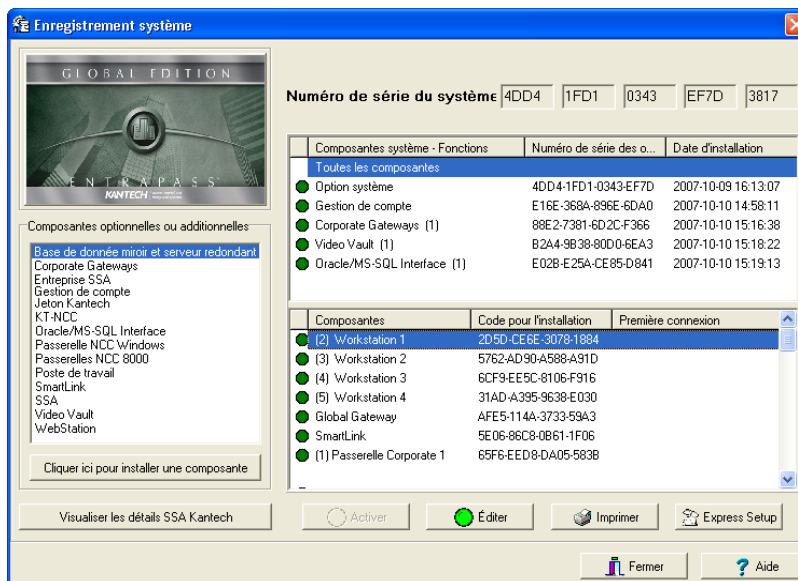 Enregistrement système
GLOBAL EDITION
ENTRAPASS
KANTECH
Numéro de série du système 4DD4 1FD1 0343 EF7D 3817
Composantes système - Fonctions Numéro de série des o... Date d'installation
Toutes les composantes
Option système 4DD4-1FD1-0343-EF7D 2007-10-09 16:13:07
Gestion de compte E16E-368A-896E-6DA0 2007-10-10 14:58:11
Corporate Gateways (1) 88E2-7381-6D2C-F366 2007-10-10 15:16:38
Video Vault (1) B2A4-9B38-80D0-6EA3 2007-10-10 15:18:22
Oracle/MS-SQL Interface (1) E02B-E25A-CE85-D841 2007-10-10 15:19:13
Composantes optionnelles ou additionnelles
Base de donnée miroir et serveur redondant
Corporate Gateways
Entreprise SSA
Gestion de compte
Jeton Kantech
KT-NCC
Oracle/MS-SQL Interface
Passerelle NCC Windows
Passerelles NCC 8000
Poste de travail
SmartLink
SSA
Video Vault
WebStation
Cliquer ici pour installer une composante
Composantes Code pour l'installation Première connexion
(2) Workstation 1 2D5D-CE6E-3078-1884
(3) Workstation 2 5762-AD90-A588-A91D
(4) Workstation 3 6CF9-EE5C-8106-F916
(5) Workstation 4 31AD-A395-9638-E030
Global Gateway AFE5-114A-3733-59A3
SmartLink 5E06-86C8-0B61-1F06
(1) Passerelle Corporate 1 65F6-EED8-DA05-583B
Visualiser les détails SSA Kantech
Activer
Éditer
Imprimer
Express Setup
Fermer
Aide